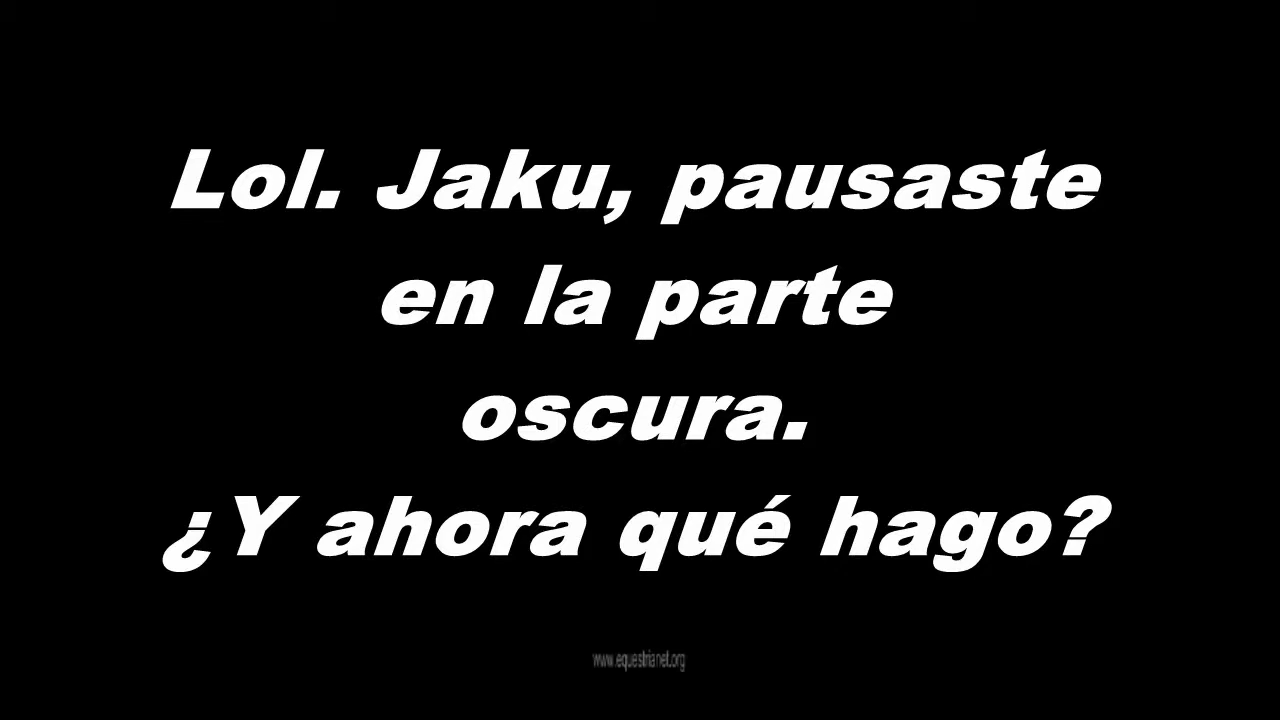 Lol. Jaku, pausaste
en la parte
oscura.
¿Y ahora qué hago?
www.equestrianet.org